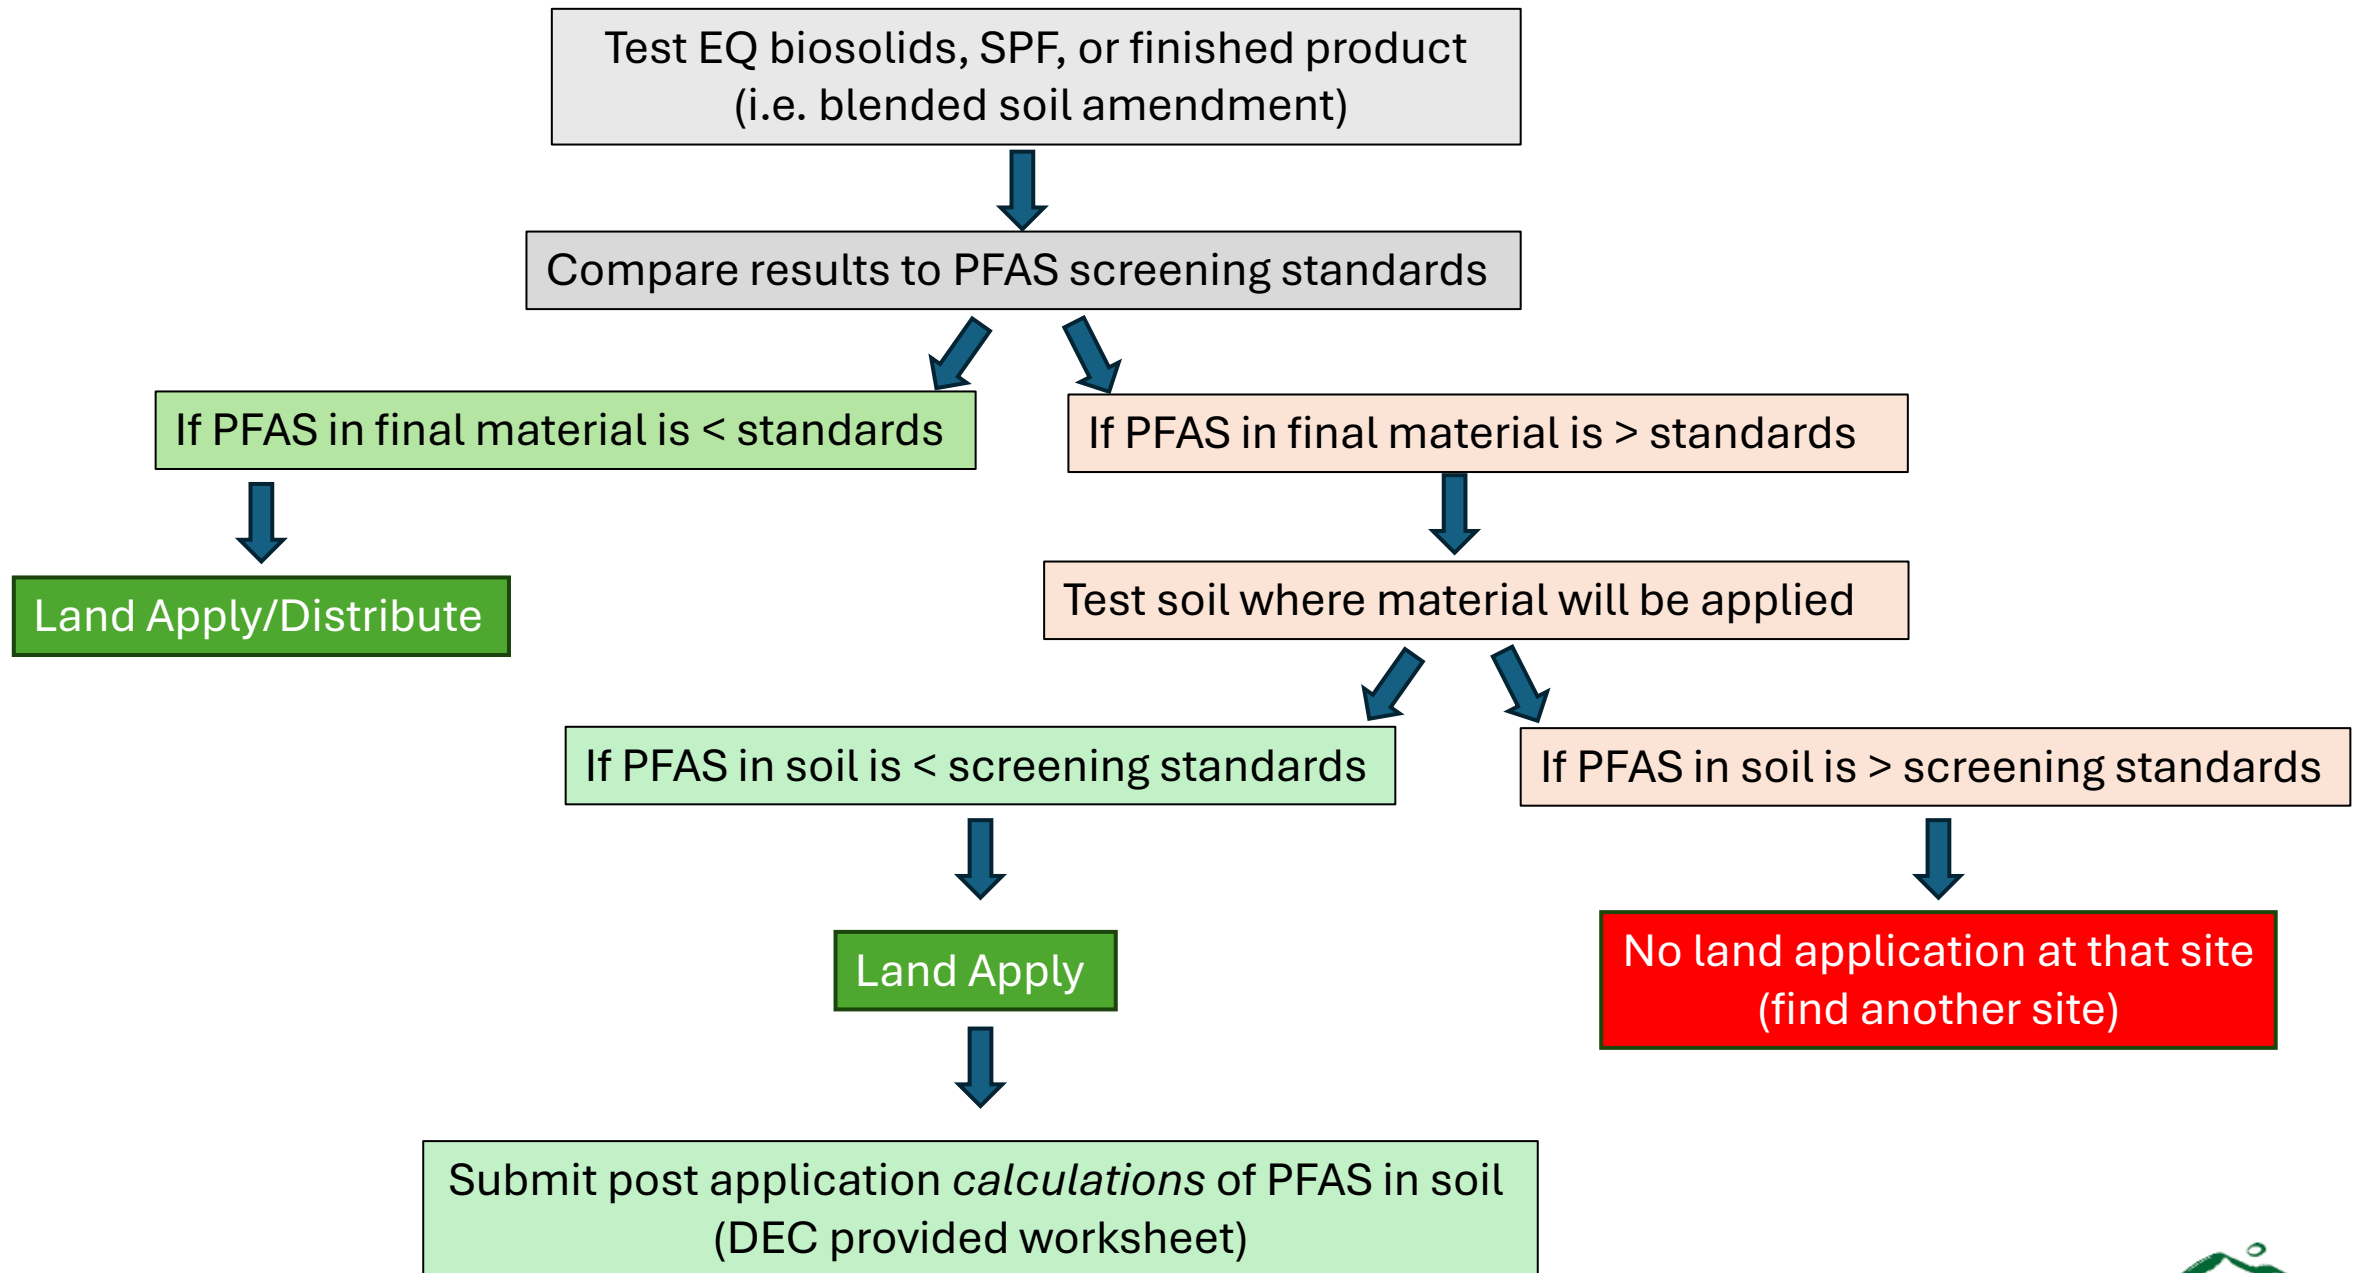 Test EQ biosolids, SPF, or finished product
(i.e. blended soil amendment)
Compare results to PFAS screening standards
If PFAS in final material is < standards
If PFAS in final material is > standards
Land Apply/Distribute
Test soil where material will be applied
If PFAS in soil is < screening standards
If PFAS in soil is > screening standards
Land Apply
No land application at that site
(find another site)
Submit post application calculations of PFAS in soil
(DEC provided worksheet)